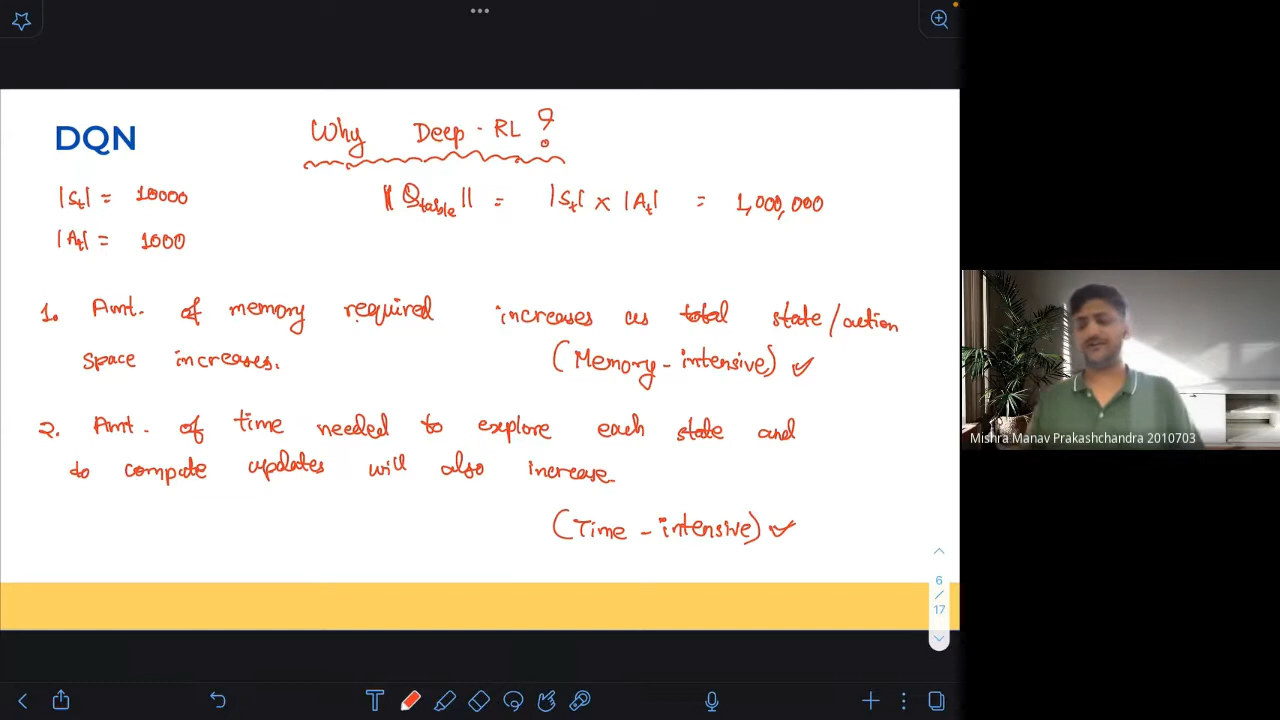 DQN
Why Deep-RL ?
|St| = 10000
||Qtable|| = |St| x |At| = 1,000,000
|At| = 1000
1. Amt. of memory required increases as total state/action
space increases. (Memory-intensive) ✓
2. Amt. of time needed to explore each state and
to compute updates will also increase.
(Time-intensive) ✓
Mishra Manav Prakashchandra 2010703
6
/
17
T